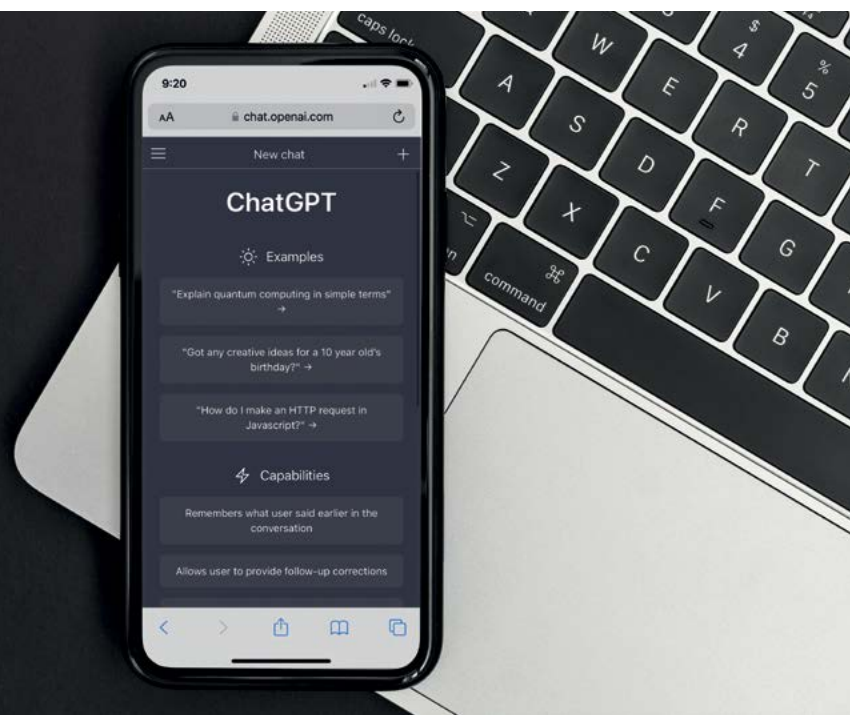 9:20
AA chat.openai.com
New chat +
ChatGPT
Examples
"Explain quantum computing in simple terms"
→
"Got any creative ideas for a 10 year old's
birthday?" →
"How do I make an HTTP request in
Javascript?" →
Capabilities
Remembers what user said earlier in the
conversation
Allows user to provide follow-up corrections
caps lock
W
$
4
%
5
A
E
S
R
Z
D
T
X
F
C
G
⌥
⌘
command
V
B